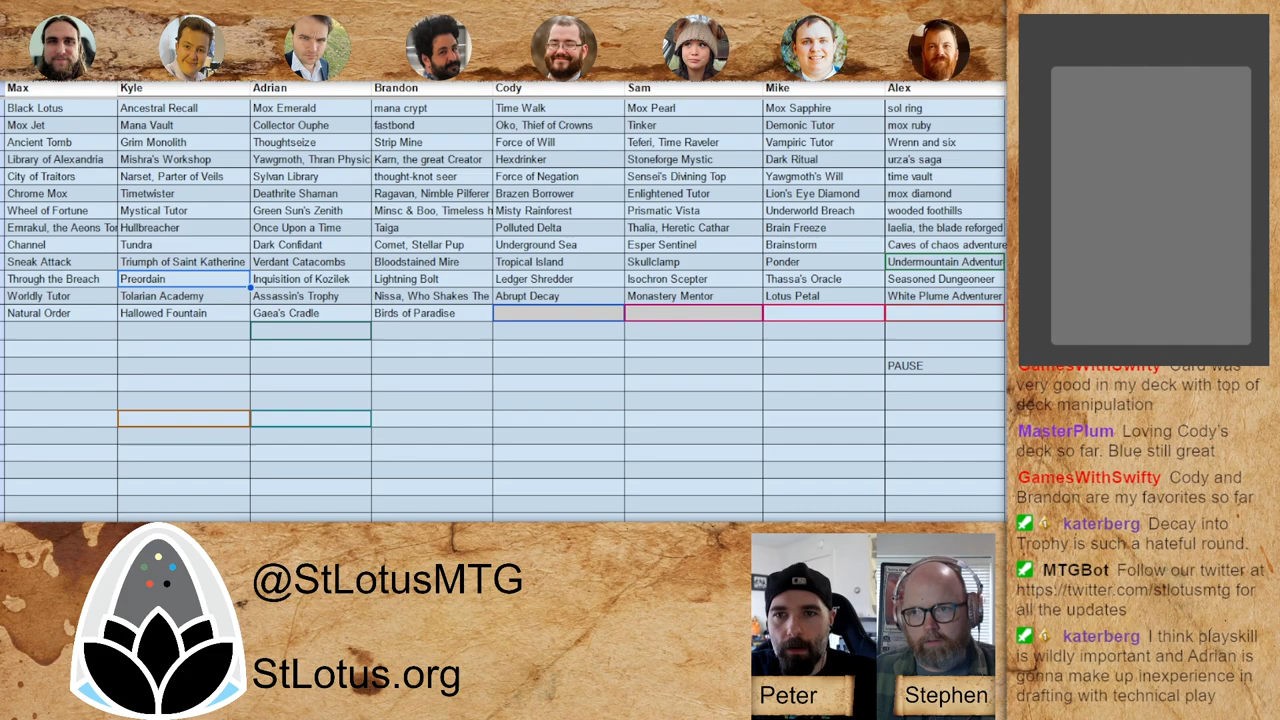 Max Kyle Adrian Brandon Cody Sam Mike Alex
Black Lotus Ancestral Recall Mox Emerald mana crypt Time Walk Mox Pearl Mox Sapphire sol ring
Mox Jet Mana Vault Collector Ouphe fastbond Oko, Thief of Crowns Tinker Demonic Tutor mox ruby
Ancient Tomb Grim Monolith Thoughtseize Strip Mine Force of Will Teferi, Time Raveler Vampiric Tutor Wrenn and six
Library of Alexandria Mishra's Workshop Yawgmoth, Thran Physic Karn, the great Creator Hexdrinker Stoneforge Mystic Dark Ritual urza's saga
City of Traitors Narset, Parter of Veils Sylvan Library thought-knot seer Force of Negation Sensei's Divining Top Yawgmoth's Will time vault
Chrome Mox Timetwister Deathrite Shaman Ragavan, Nimble Pilferer Brazen Borrower Enlightened Tutor Lion's Eye Diamond mox diamond
Wheel of Fortune Mystical Tutor Green Sun's Zenith Minsc & Boo, Timeless h Misty Rainforest Prismatic Vista Underworld Breach wooded foothills
Emrakul, the Aeons Tor Hullbreacher Once Upon a Time Taiga Polluted Delta Thalia, Heretic Cathar Brain Freeze laelia, the blade reforged
Channel Tundra Dark Confidant Comet, Stellar Pup Underground Sea Esper Sentinel Brainstorm Caves of chaos adventure
Sneak Attack Triumph of Saint Katherine Verdant Catacombs Bloodstained Mire Tropical Island Skullclamp Ponder Undermountain Adventur
Through the Breach Preordain Inquisition of Kozilek Lightning Bolt Ledger Shredder Isochron Scepter Thassa's Oracle Seasoned Dungeoneer
Worldly Tutor Tolarian Academy Assassin's Trophy Nissa, Who Shakes The Abrupt Decay Monastery Mentor Lotus Petal White Plume Adventurer
Natural Order Hallowed Fountain Gaea's Cradle Birds of Paradise
PAUSE
GamesWithSwifty Card was
very good in my deck with top of
deck manipulation
MasterPlum Loving Cody's
deck so far. Blue still great
GamesWithSwifty Cody and
Brandon are my favorites so far
katerberg Decay into
Trophy is such a hateful round.
MTGBot Follow our twitter at
https://twitter.com/stlotusmtg for
all the updates
katerberg I think playskill
is wildly important and Adrian is
gonna make up inexperience in
drafting with technical play
@StLotusMTG
StLotus.org
Peter
Stephen